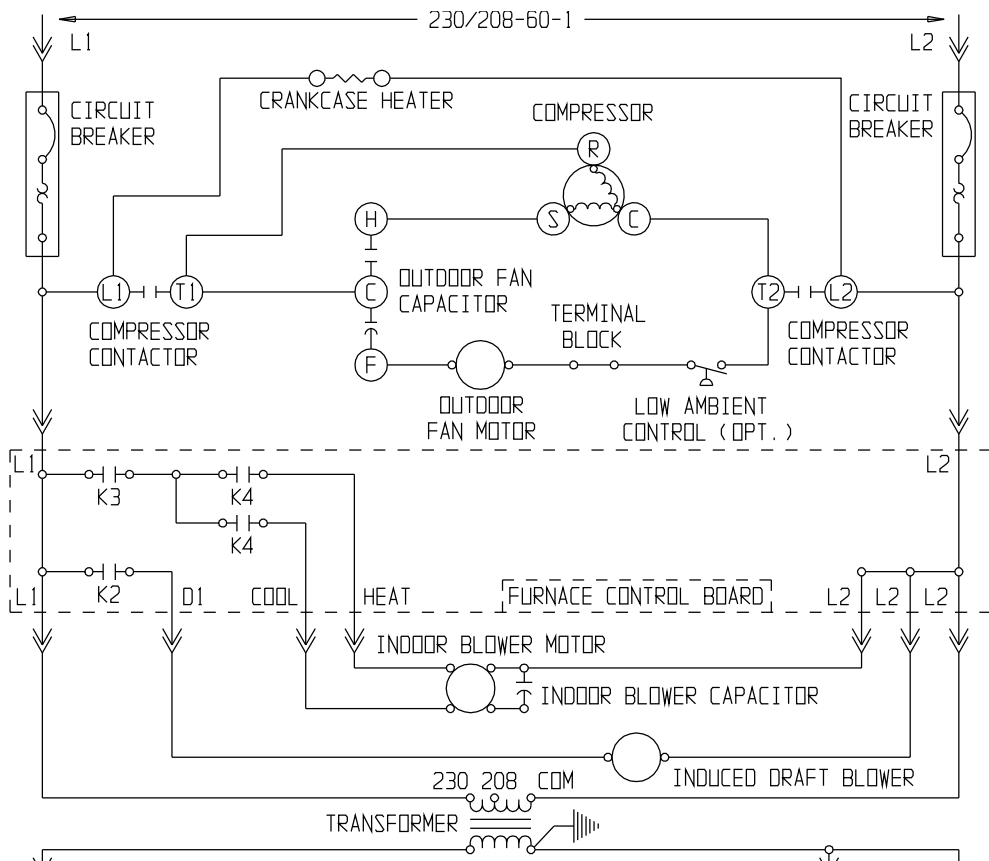 230/208-60-1
L1
L2
CIRCUIT
BREAKER
CRANKCASE HEATER
COMPRESSOR
CIRCUIT
BREAKER
R
S
C
H
L1
T1
C
OUTDOOR FAN
CAPACITOR
T2
L2
COMPRESSOR
CONTACTOR
TERMINAL
BLOCK
COMPRESSOR
CONTACTOR
F
OUTDOOR
FAN MOTOR
LOW AMBIENT
CONTROL (OPT.)
L1
L2
K3
K4
K4
L1
K2
D1
COOL
HEAT
FURNACE CONTROL BOARD
L2
L2
L2
INDOOR BLOWER MOTOR
INDOOR BLOWER CAPACITOR
INDUCED DRAFT BLOWER
230 208 COM
TRANSFORMER